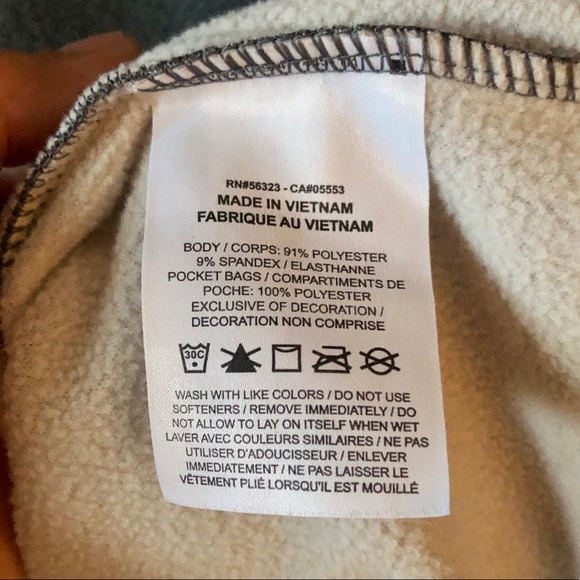 RN#56323 - CA#05553
MADE IN VIETNAM
FABRIQUE AU VIETNAM
BODY / CORPS: 91% POLYESTER
9% SPANDEX / ELASTHANNE
POCKET BAGS / COMPARTIMENTS DE
POCHE: 100% POLYESTER
EXCLUSIVE OF DECORATION /
DECORATION NON COMPRISE
30C
WASH WITH LIKE COLORS / DO NOT USE
SOFTENERS / REMOVE IMMEDIATELY / DO
NOT ALLOW TO LAY ON ITSELF WHEN WET
LAVER AVEC COULEURS SIMILAIRES / NE PAS
UTILISER D'ADOUCISSEUR / ENLEVER
IMMEDIATEMENT / NE PAS LAISSER LE
VÊTEMENT PLIÉ LORSQU'IL EST MOUILLÉ